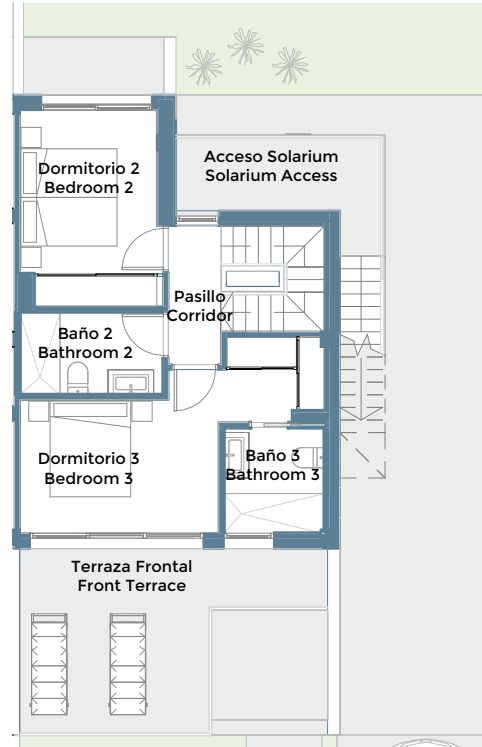 Acceso Solarium
Solarium Access
Dormitorio 2
Bedroom 2
Pasillo
Corridor
Baño 2
Bathroom 2
Dormitorio 3
Bedroom 3
Baño 3
Bathroom 3
Terraza Frontal
Front Terrace